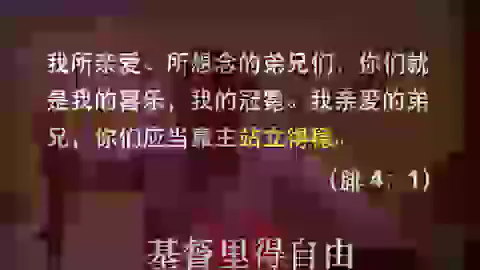 我所亲爱、所想念的弟兄们，你们就
是我的喜乐，我的冠冕。我亲爱的弟
兄，你们应当靠主站立得稳。
（腓 4：1）
基督里得自由